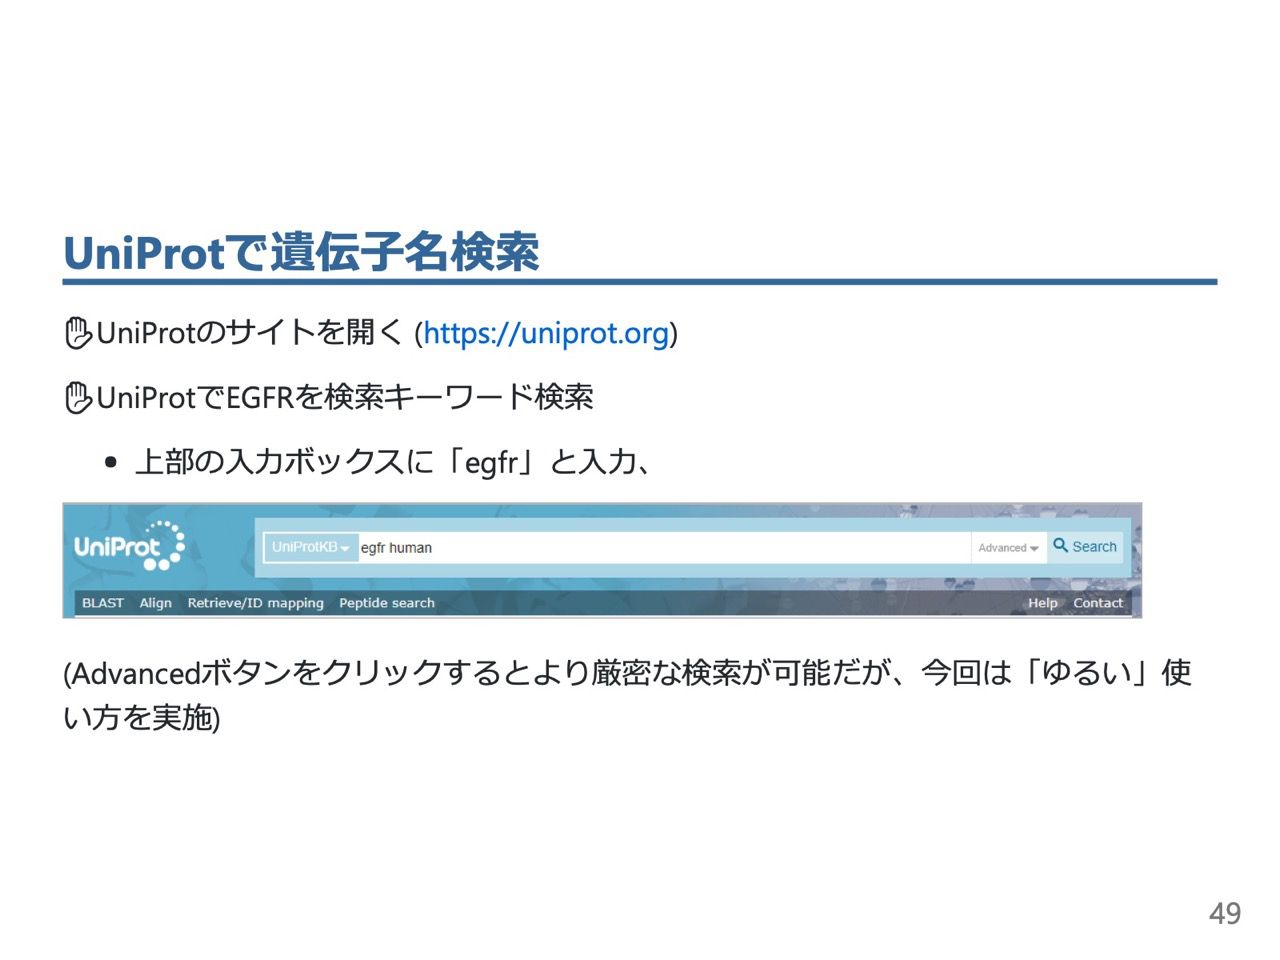 UniProtで遺伝子名検索
✋UniProtのサイトを開く (https://uniprot.org)
✋UniProtでEGFRを検索キーワード検索
• 上部の入力ボックスに「egfr」と入力、
UniProt
UniProtKB egfr human Advanced Search
BLAST Align Retrieve/ID mapping Peptide search Help Contact
(Advancedボタンをクリックするとより厳密な検索が可能だが、今回は「ゆるい」使
い方を実施)
49